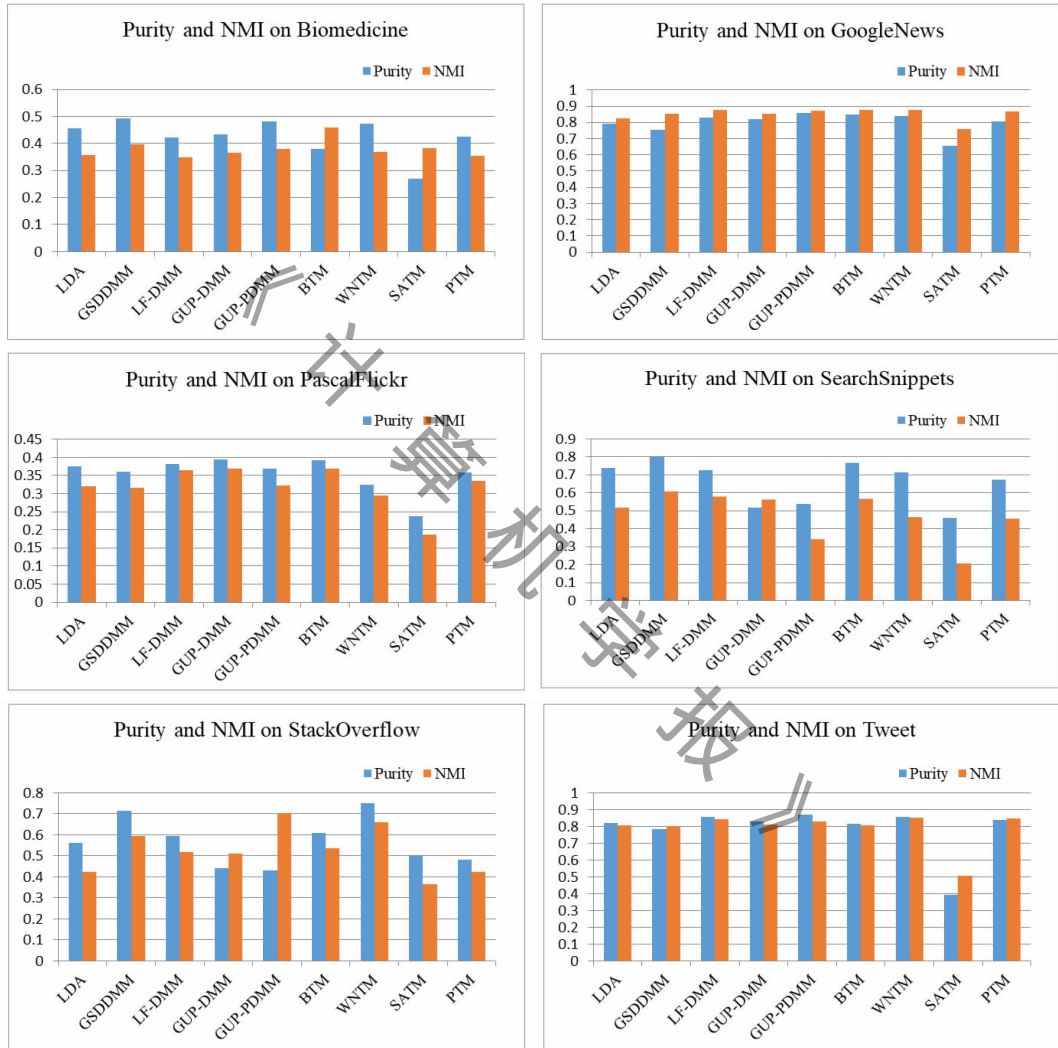 Purity and NMI on Biomedicine
Purity NMI
0.6
0.5
0.4
0.3
0.2
0.1
0
LDA
GSDDMM
LF-DMM
GUP-DMM
GUP-PDMM
BTM
WNTM
SATM
PTM
Purity and NMI on GoogleNews
Purity NMI
1
0.9
0.8
0.7
0.6
0.5
0.4
0.3
0.2
0.1
0
LDA
GSDDMM
LF-DMM
GUP-DMM
GUP-PDMM
BTM
WNTM
SATM
PTM
Purity and NMI on PascalFlickr
Purity NMI
0.45
0.4
0.35
0.3
0.25
0.2
0.15
0.1
0.05
0
LDA
GSDDMM
LF-DMM
GUP-DMM
GUP-PDMM
BTM
WNTM
SATM
PTM
Purity and NMI on SearchSnippets
Purity NMI
0.9
0.8
0.7
0.6
0.5
0.4
0.3
0.2
0.1
0
LDA
GSDDMM
LF-DMM
GUP-DMM
GUP-PDMM
BTM
WNTM
SATM
PTM
Purity and NMI on StackOverflow
Purity NMI
0.8
0.7
0.6
0.5
0.4
0.3
0.2
0.1
0
LDA
GSDDMM
LF-DMM
GUP-DMM
GUP-PDMM
BTM
WNTM
SATM
PTM
Purity and NMI on Tweet
Purity NMI
1
0.9
0.8
0.7
0.6
0.5
0.4
0.3
0.2
0.1
0
LDA
GSDDMM
LF-DMM
GUP-DMM
GUP-PDMM
BTM
WNTM
SATM
PTM
《计算机学报》